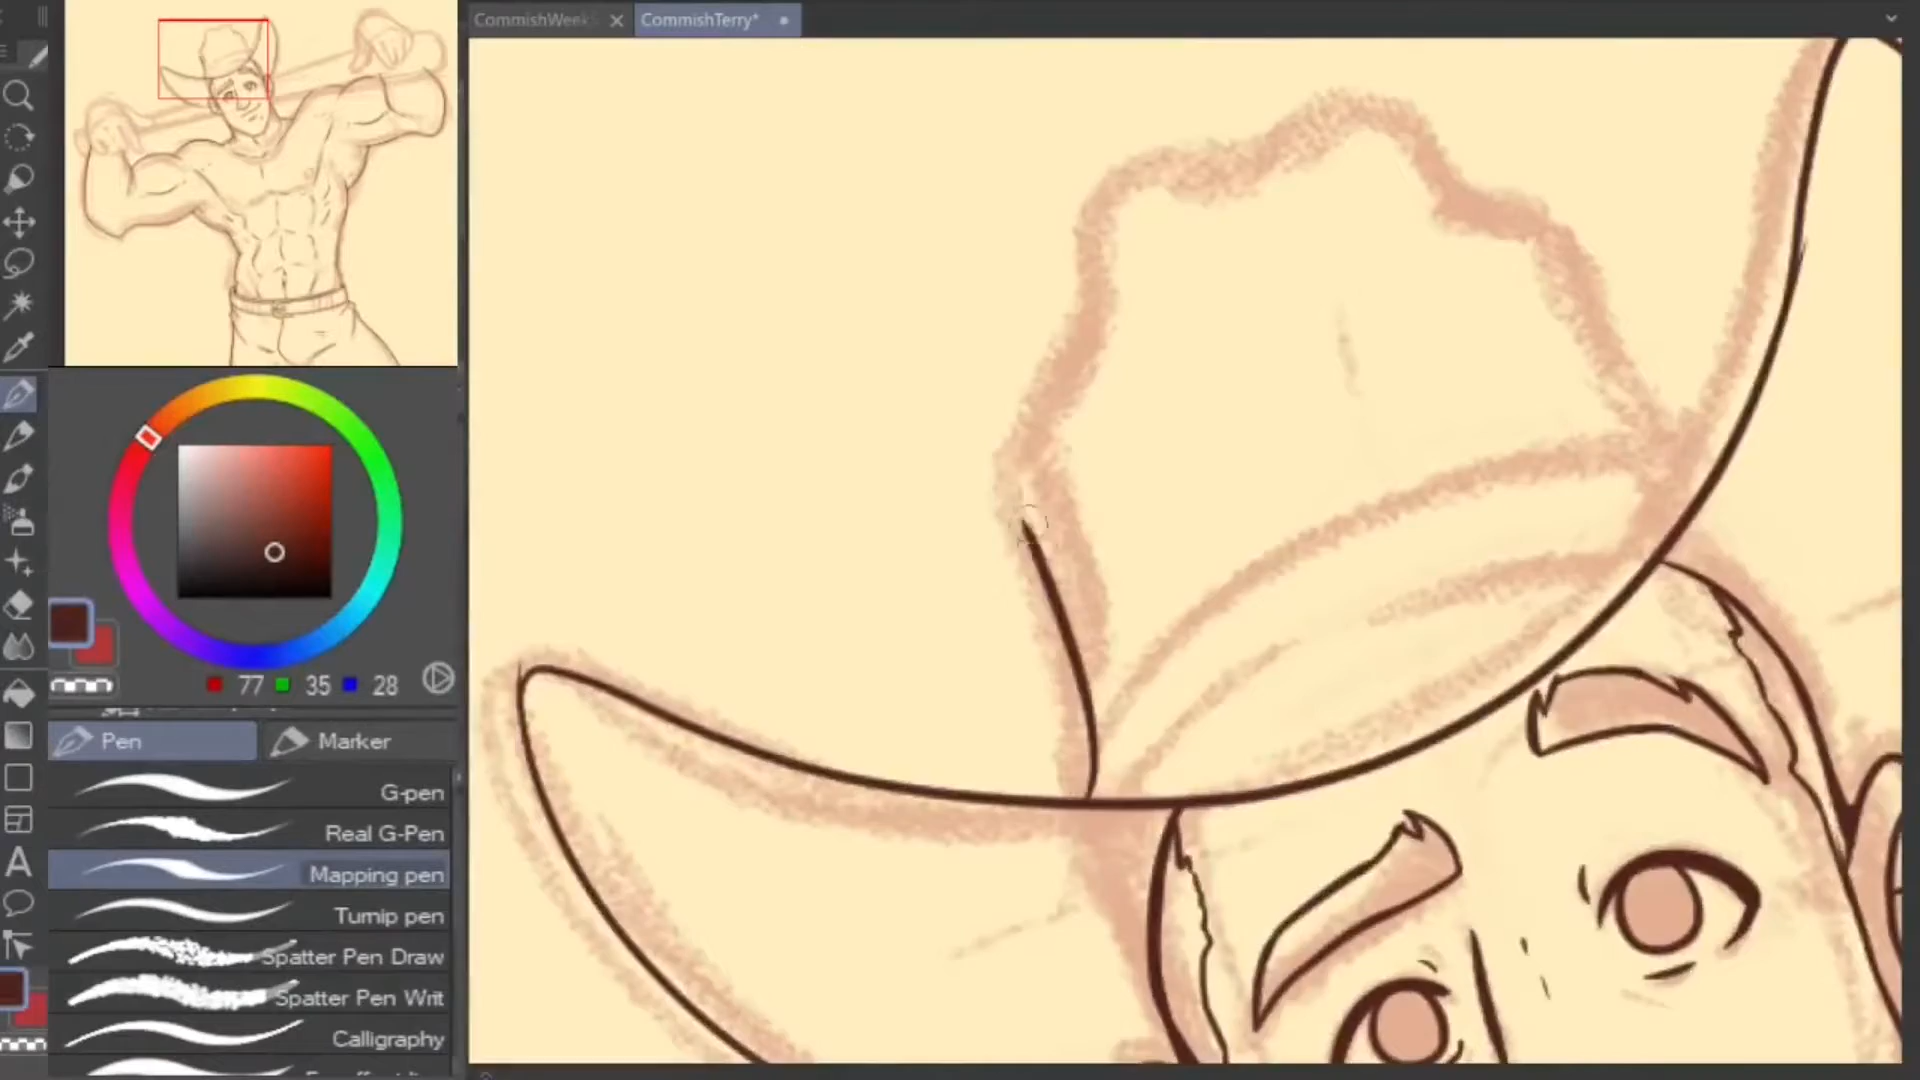 CommishWeek
CommishTerry*
77 35 28
Pen
Marker
G-pen
Real G-Pen
Mapping pen
Turnip pen
Spatter Pen Draw
Spatter Pen Writ
Calligraphy